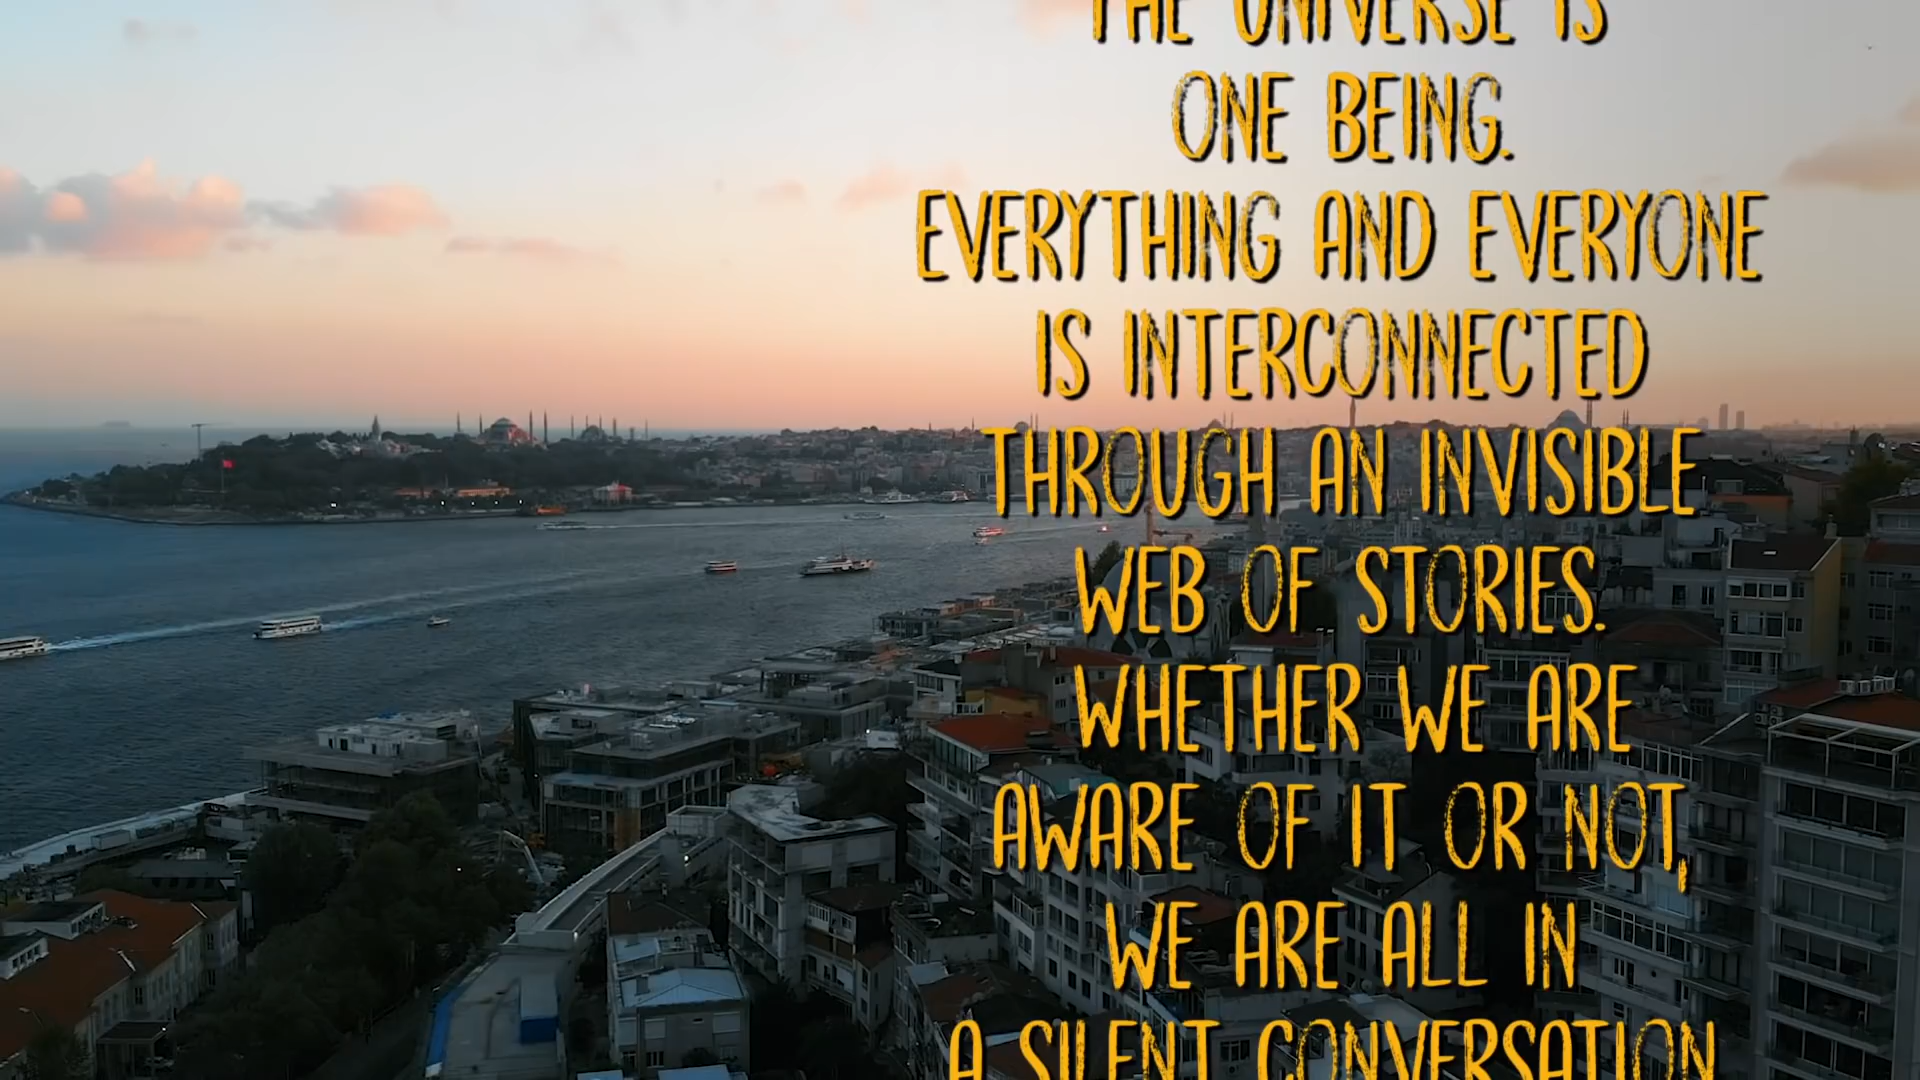 THE UNIVERSE IS
ONE BEING.
EVERYTHING AND EVERYONE
IS INTERCONNECTED
THROUGH AN INVISIBLE
WEB OF STORIES.
WHETHER WE ARE
AWARE OF IT OR NOT,
WE ARE ALL IN
A SILENT CONVERSATION